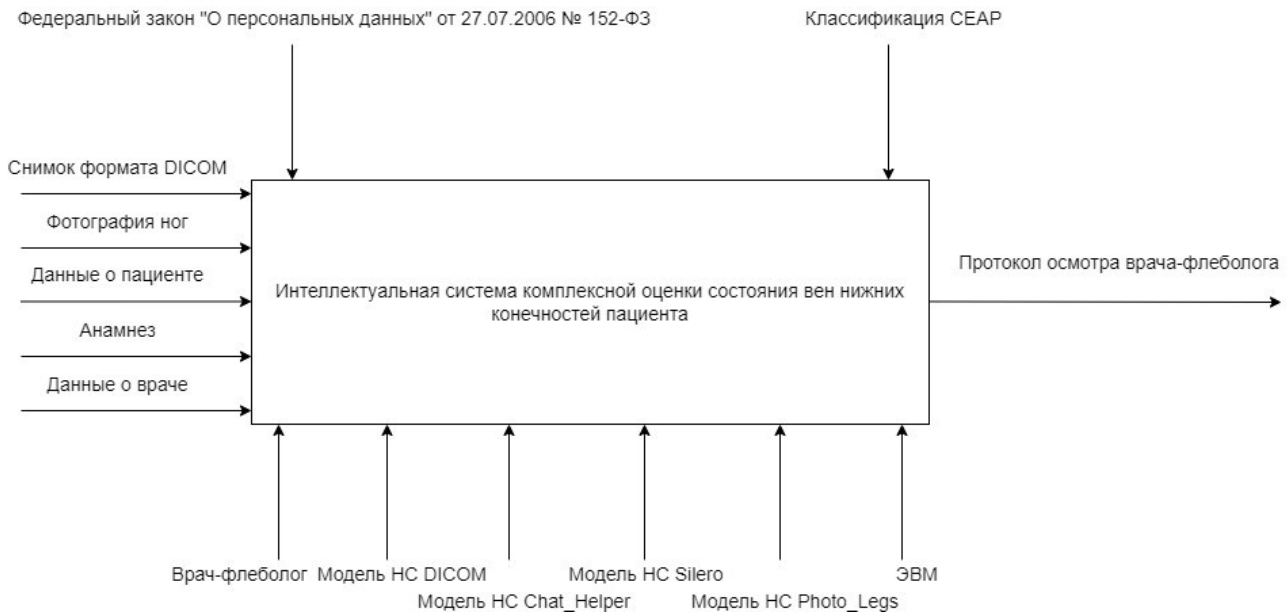 Федеральный закон "О персональных данных" от 27.07.2006 № 152-ФЗ
Классификация CEAP
Снимок формата DICOM
Фотография ног
Данные о пациенте
Анамнез
Данные о враче
Интеллектуальная система комплексной оценки состояния вен нижних
конечностей пациента
Протокол осмотра врача-флеболога
Врач-флеболог
Модель НС DICOM
Модель НС Chat_Helper
Модель НС Silero
Модель НС Photo_Legs
ЭВМ